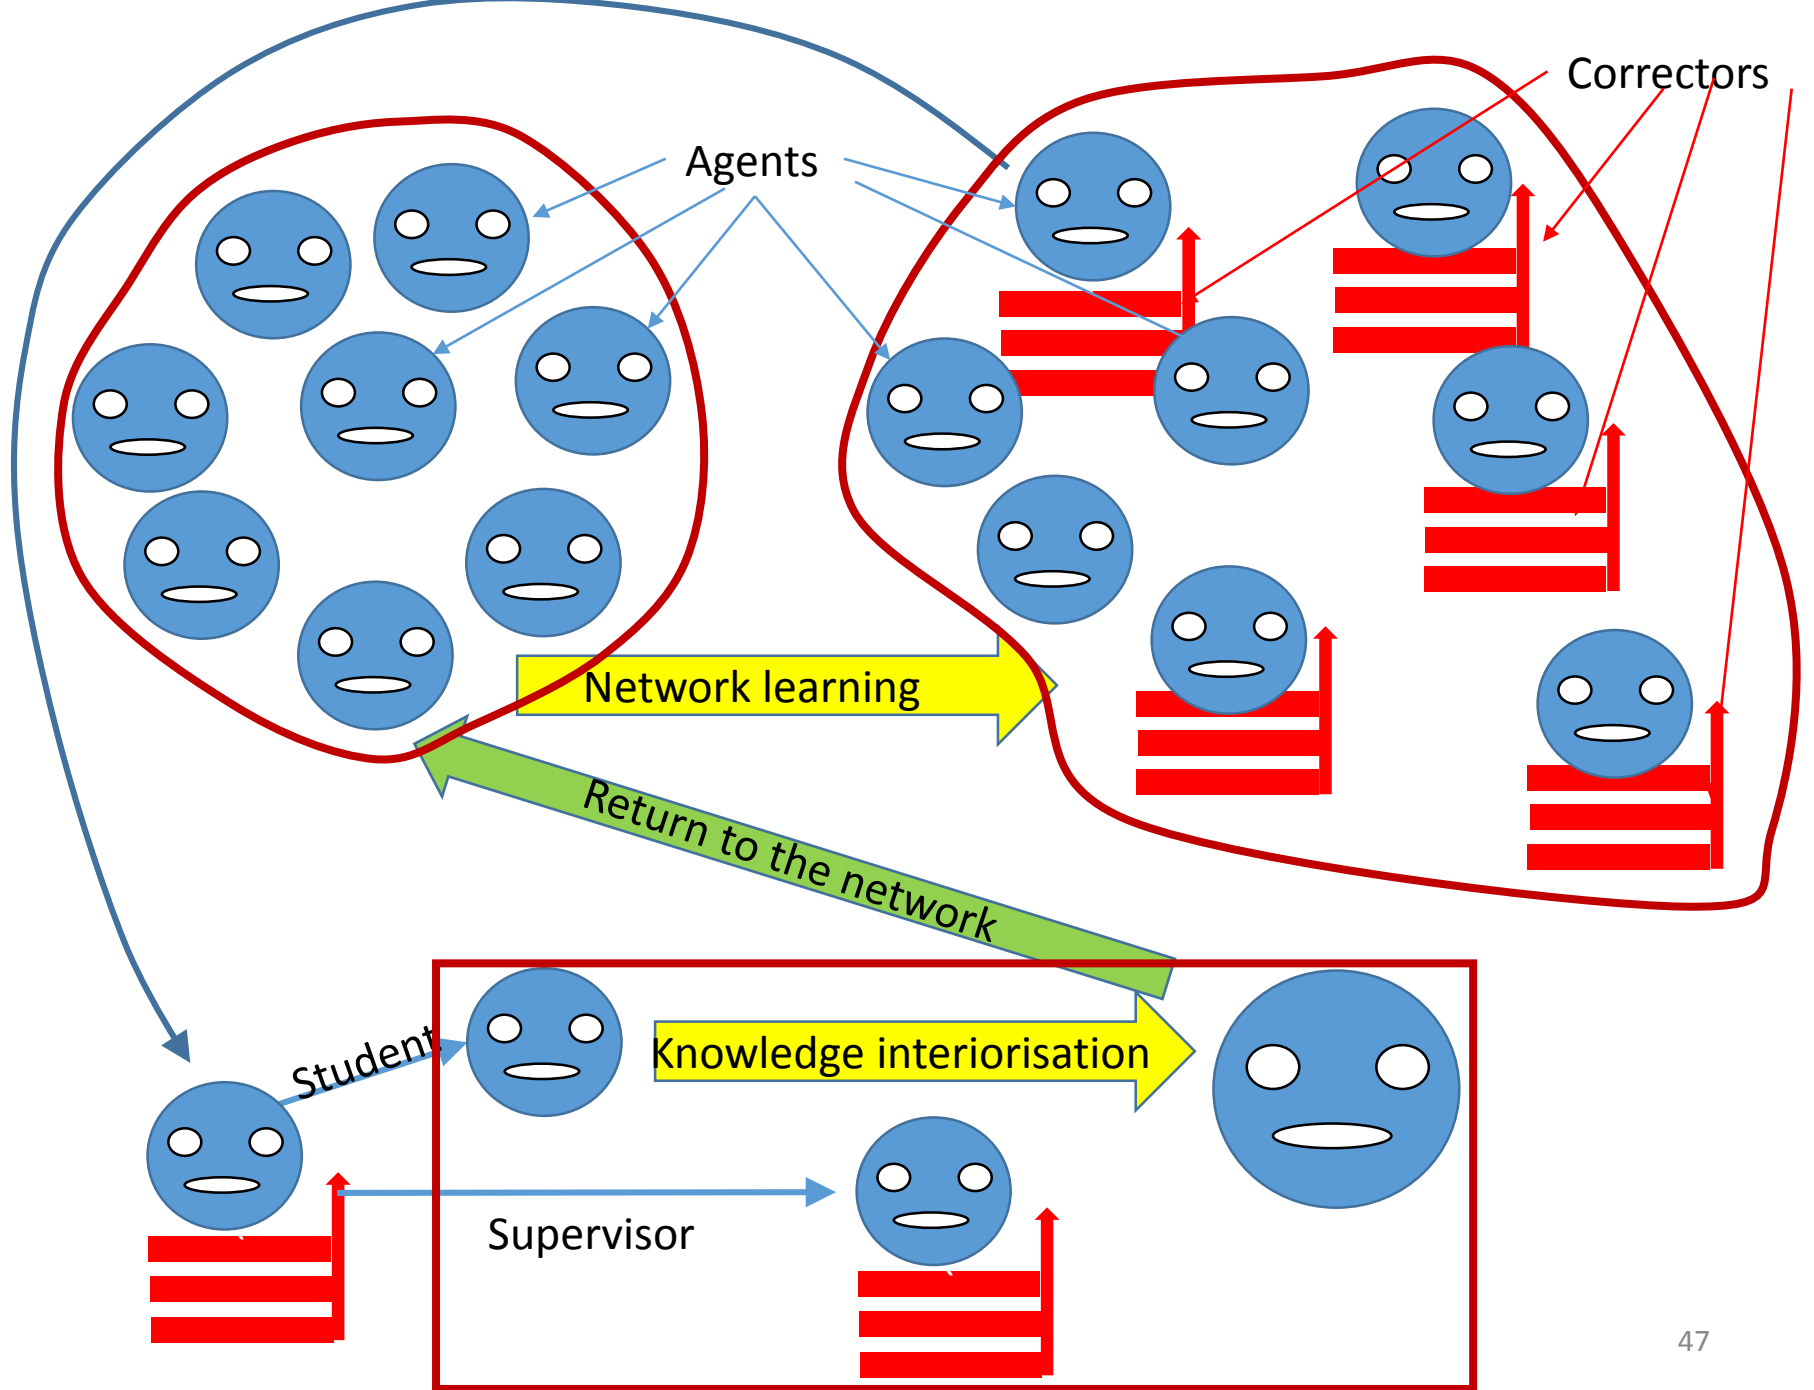 Correctors
Agents
Network learning
Return to the network
Student
Knowledge interiorisation
Supervisor
47